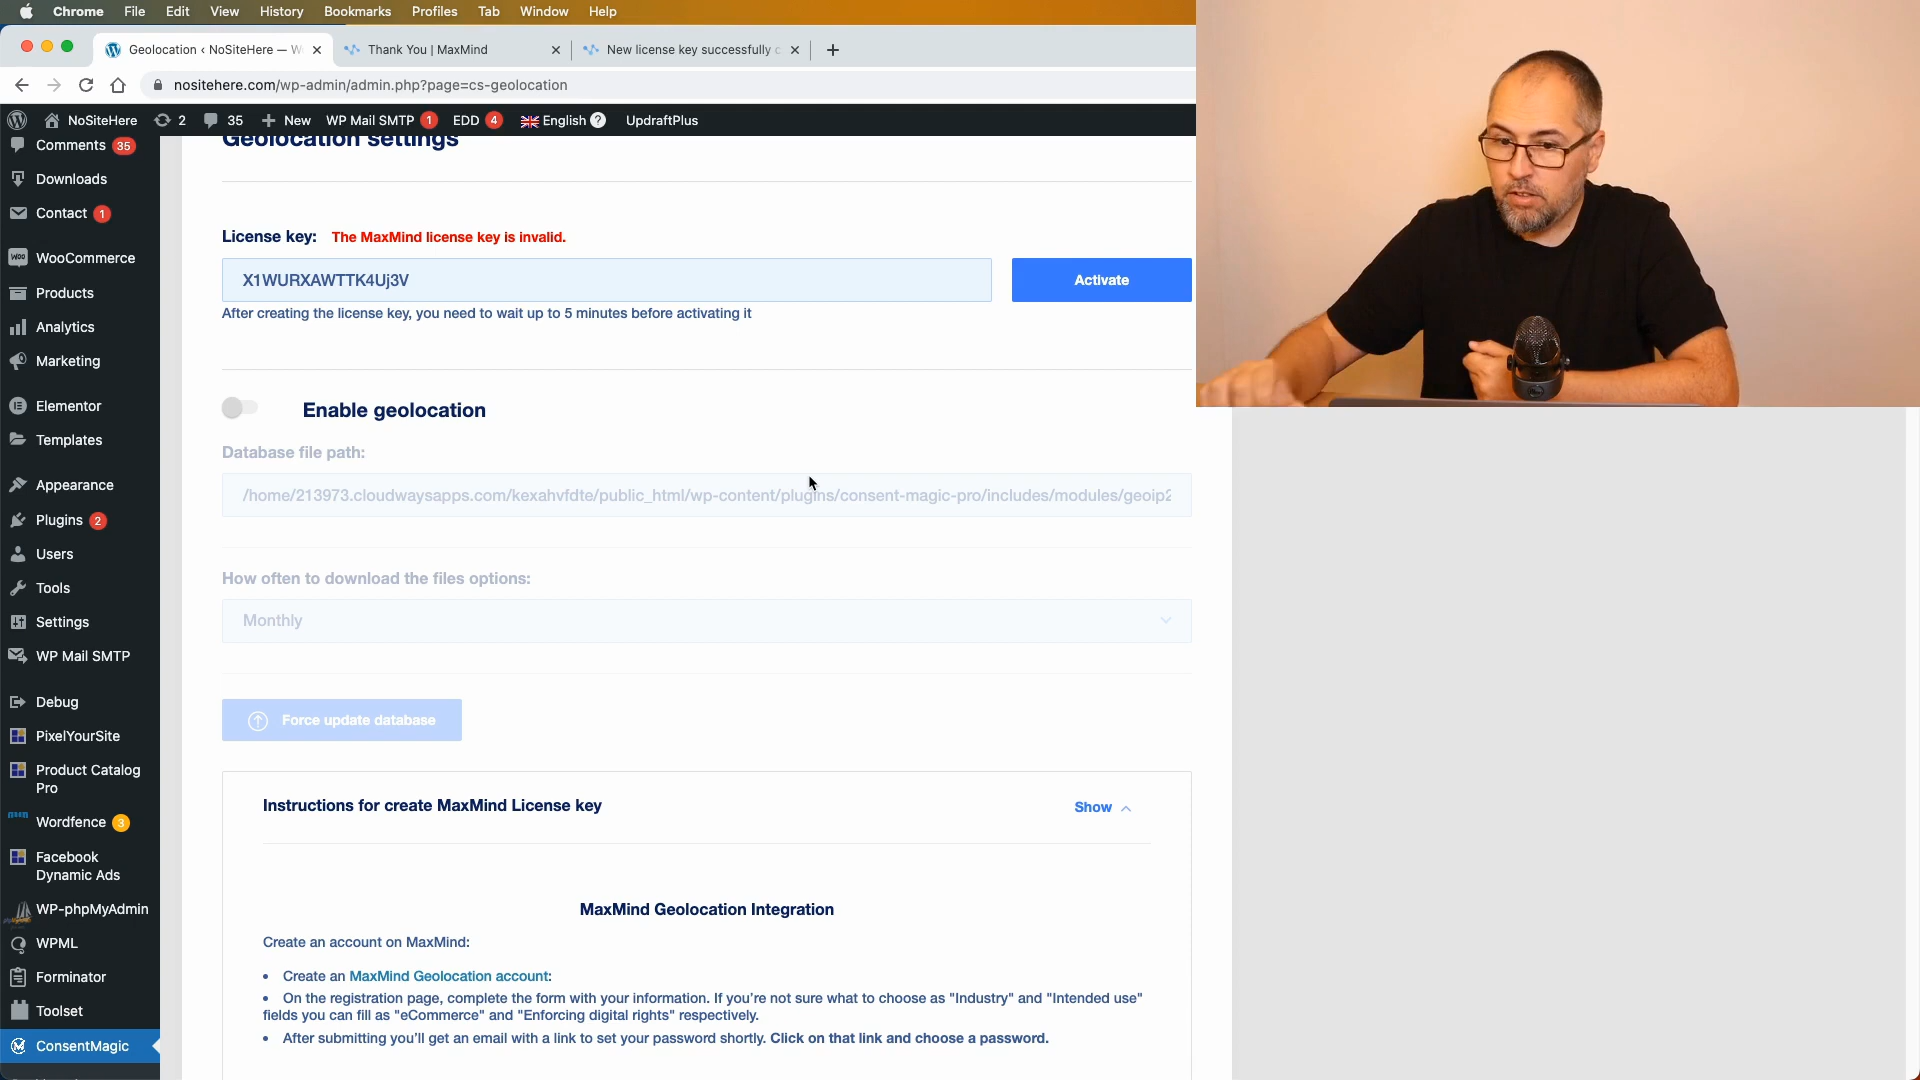 Chrome File Edit View History Bookmarks Profiles Tab Window Help
Geolocation ‹ NoSiteHere — W
Thank You | MaxMind
New license key successfully c
nositehere.com/wp-admin/admin.php?page=cs-geolocation
NoSiteHere 2 35 New WP Mail SMTP 1 EDD 4 English ? UpdraftPlus
Comments 35
Downloads
Contact 1
WooCommerce
Products
Analytics
Marketing
Elementor
Templates
Appearance
Plugins 2
Users
Tools
Settings
WP Mail SMTP
Debug
PixelYourSite
Product Catalog
Pro
Wordfence 3
Facebook
Dynamic Ads
WP-phpMyAdmin
WPML
Forminator
Toolset
ConsentMagic
Geolocation settings
License key: The MaxMind license key is invalid.
X1WURXAWTTK4Uj3V
Activate
After creating the license key, you need to wait up to 5 minutes before activating it
Enable geolocation
Database file path:
/home/213973.cloudwaysapps.com/kexahvfdte/public_html/wp-content/plugins/consent-magic-pro/includes/modules/geoip2
How often to download the files options:
Monthly
Force update database
Instructions for create MaxMind License key
Show
MaxMind Geolocation Integration
Create an account on MaxMind:
• Create an MaxMind Geolocation account:
• On the registration page, complete the form with your information. If you’re not sure what to choose as "Industry" and "Intended use"
fields you can fill as "eCommerce" and "Enforcing digital rights" respectively.
• After submitting you’ll get an email with a link to set your password shortly. Click on that link and choose a password.